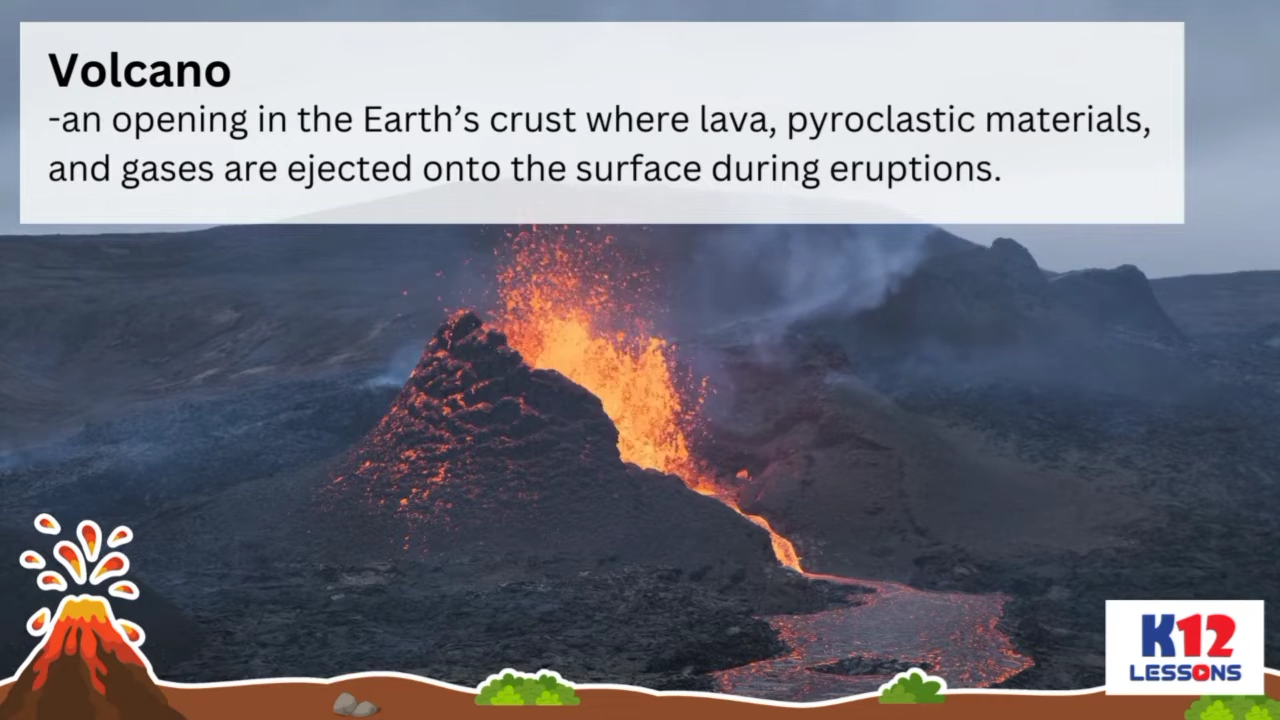 Volcano
-an opening in the Earth’s crust where lava, pyroclastic materials,
and gases are ejected onto the surface during eruptions.
K12
LESSONS